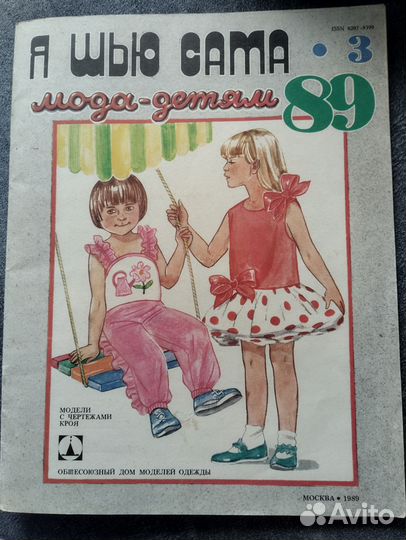 Я ШЬЮ САМА • 3
мода-детям 89
МОДЕЛИ
С ЧЕРТЕЖАМИ
КРОЯ
ОБЩЕСОЮЗНЫЙ ДОМ МОДЕЛЕЙ ОДЕЖДЫ
МОСКВА • 1989
Avito